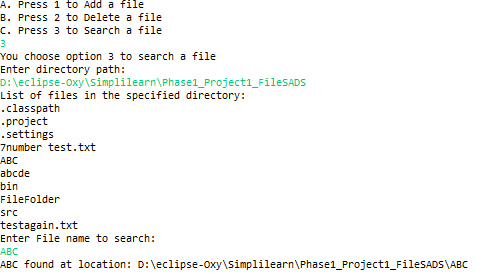 A. Press 1 to Add a file
B. Press 2 to Delete a file
C. Press 3 to Search a file
3
You choose option 3 to search a file
Enter directory path:
D:\eclipse-Oxy\Simplilearn\Phase1_Project1_FileSADS
List of files in the specified directory:
.classpath
.project
.settings
7number test.txt
ABC
abcde
bin
FileFolder
src
testagain.txt
Enter File name to search:
ABC
ABC found at location: D:\eclipse-Oxy\Simplilearn\Phase1_Project1_FileSADS\ABC